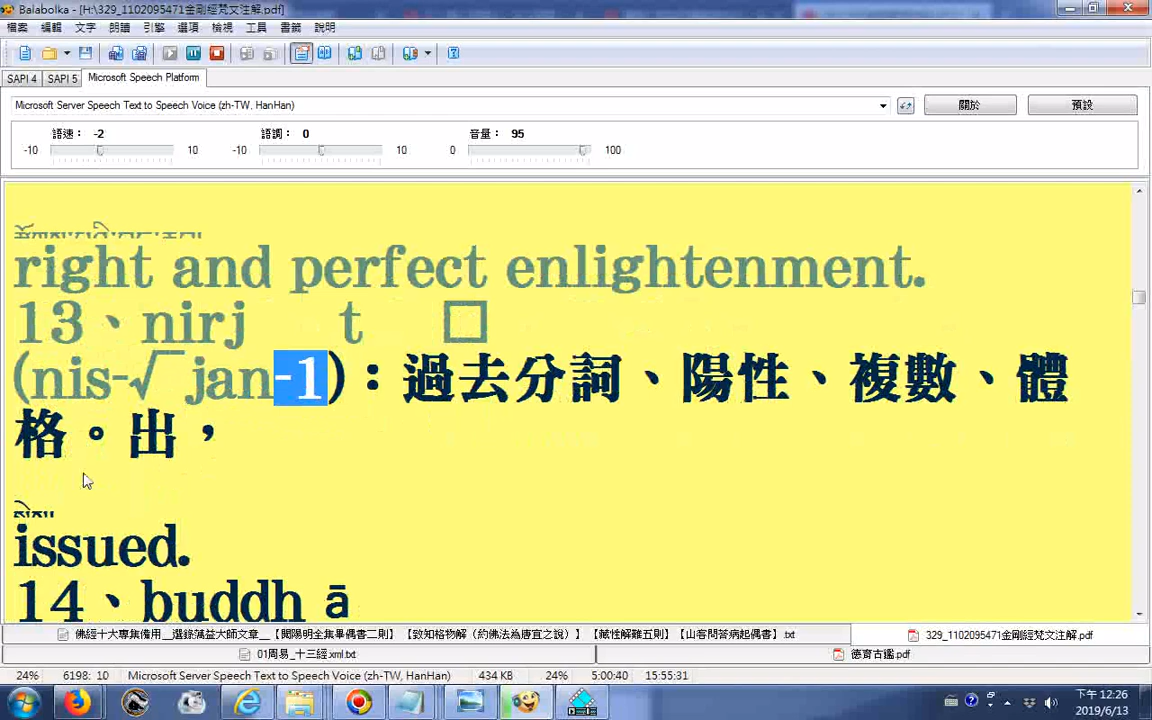 Balabolka - [H:\329_1102095471金剛經梵文注解.pdf]
檔案 編輯 文字 朗讀 引擎 選項 檢視 工具 書籤 說明
SAPI 4 SAPI 5 Microsoft Speech Platform
Microsoft Server Speech Text to Speech Voice (zh-TW, HanHan) 關於 預設
語速： -2 語調： 0 音量： 95
-10 10 -10 10 0 100
right and perfect enlightenment.
13、nirj t □
(nis-√ jan-1)：過去分詞、陽性、複數、體
格。出，
issued.
14、buddh ā
佛經十大專集備用__選錄蕅益大師文章__【閱陽明全集畢偶書二則】【致知格物解（約佛法為唐宜之說）】【藏性解難五則】【山客問答病起偶書】.txt 329_1102095471金剛經梵文注解.pdf
01周易_十三經.txt 德育古鑑.pdf
24% 6198: 10 Microsoft Server Speech Text to Speech Voice (zh-TW, HanHan) 434 KB 24% 5:00:40 15:55:31
下午 12:26
2019/6/13